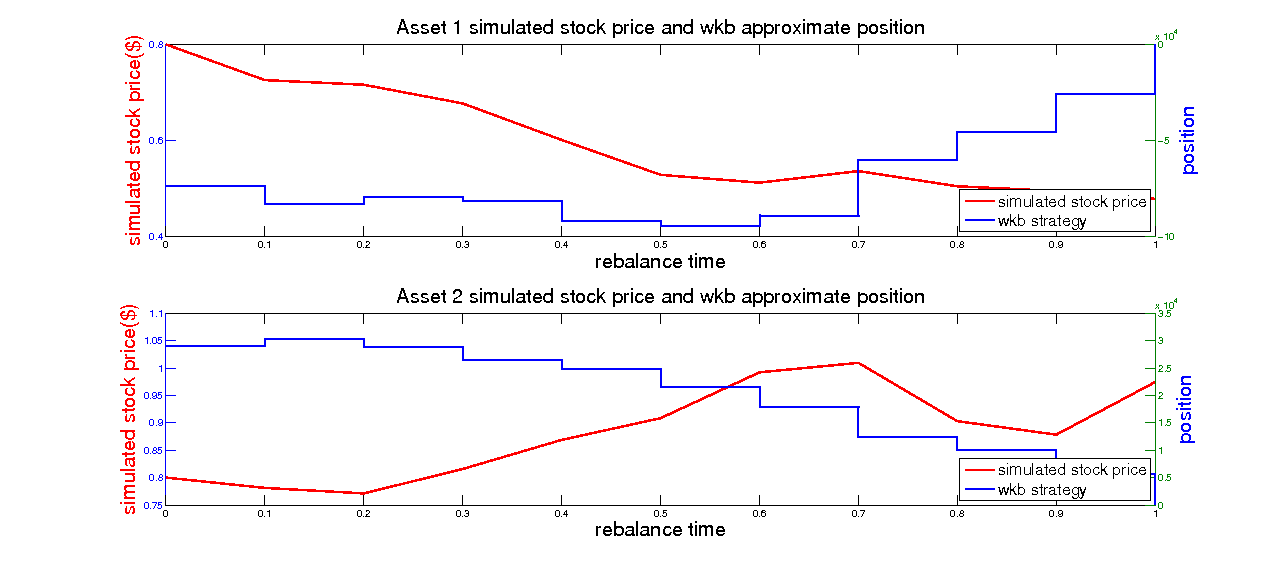 Asset 1 simulated stock price and wkb approximate position
x 10^4
simulated stock price($)
0.8
0.6
0.4
0
-5
-10
position
simulated stock price
wkb strategy
0 0.1 0.2 0.3 0.4 0.5 0.6 0.7 0.8 0.9 1
rebalance time
Asset 2 simulated stock price and wkb approximate position
x 10^4
simulated stock price($)
1.1
1.05
1
0.95
0.9
0.85
0.8
0.75
3.5
3
2.5
2
1.5
1
0.5
0
position
simulated stock price
wkb strategy
0 0.1 0.2 0.3 0.4 0.5 0.6 0.7 0.8 0.9 1
rebalance time